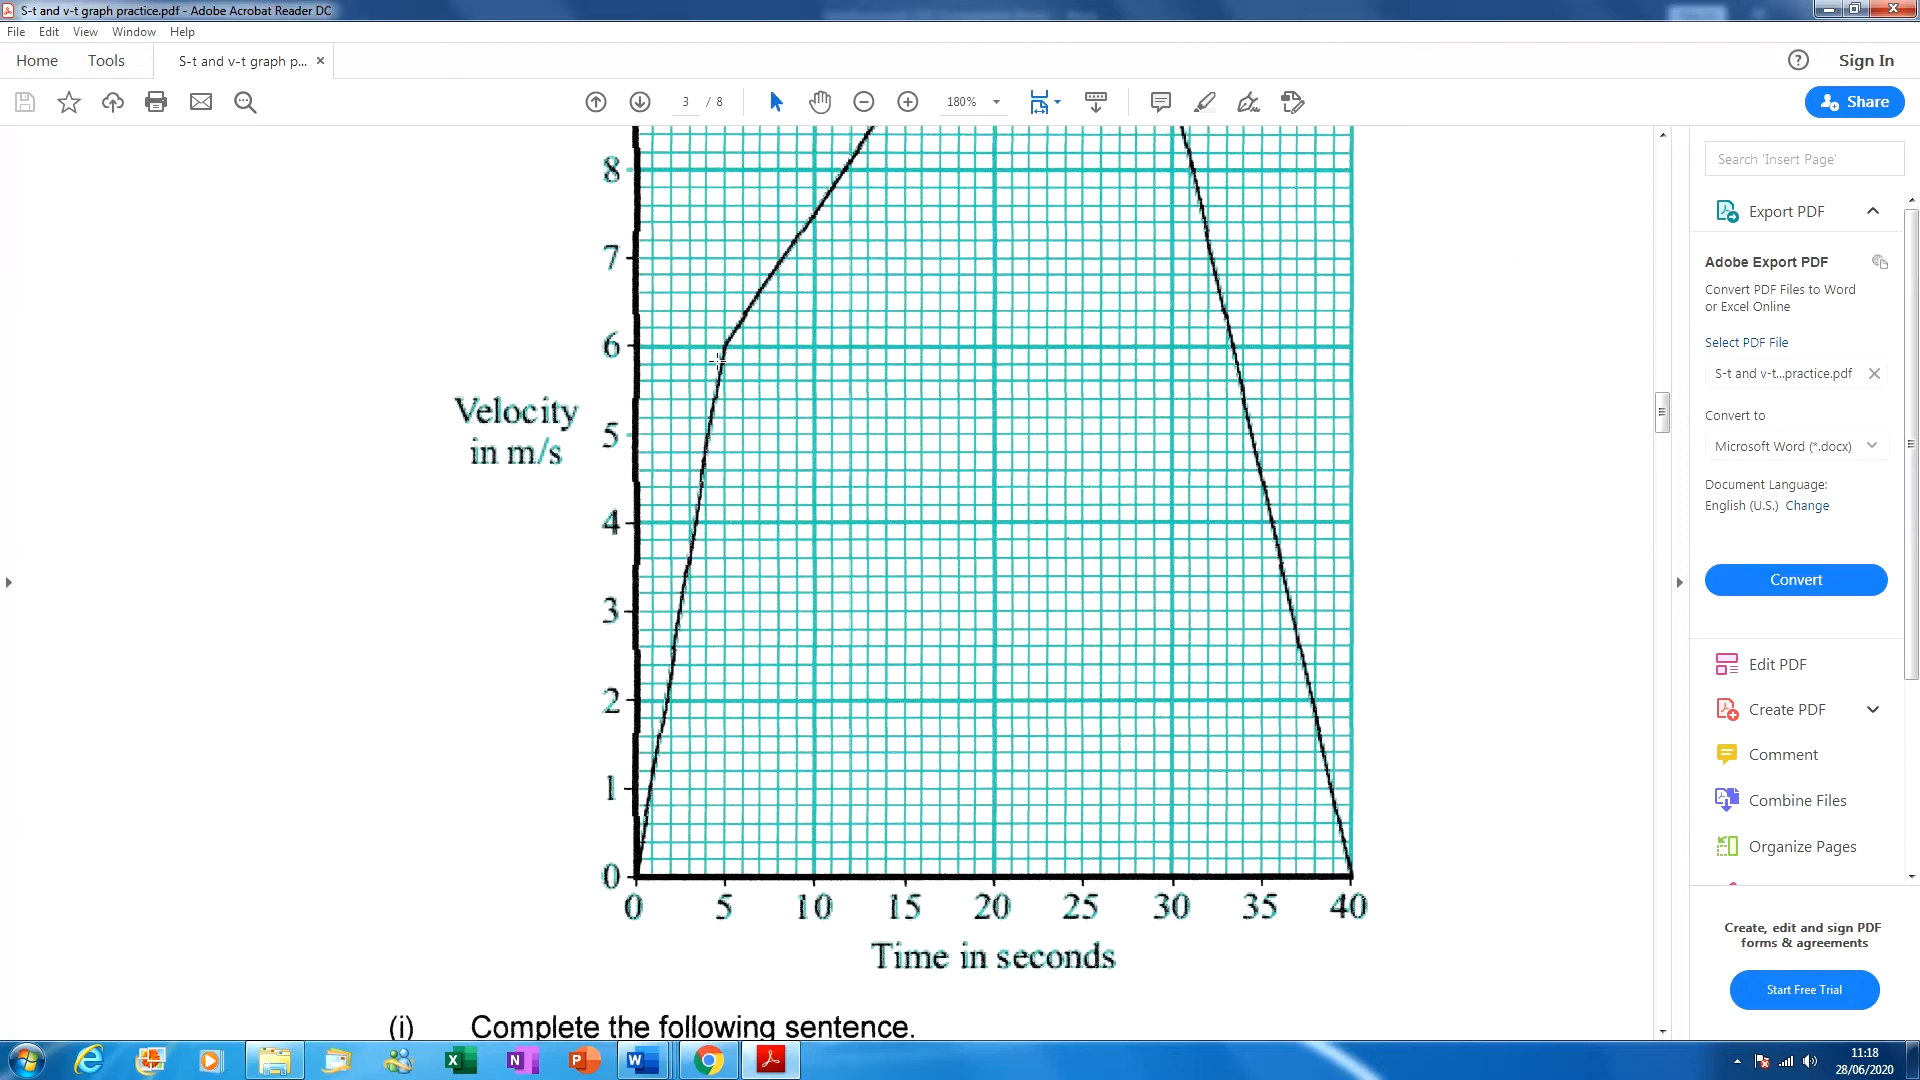 S-t and v-t graph practice.pdf - Adobe Acrobat Reader DC
File Edit View Window Help
Home Tools S-t and v-t graph p... × Sign In
3 / 8 180% Share
8
7
6
5
4
3
2
1
0
Velocity
in m/s
0 5 10 15 20 25 30 35 40
Time in seconds
(i) Complete the following sentence.
Search 'Insert Page'
Export PDF
Adobe Export PDF
Convert PDF Files to Word
or Excel Online
Select PDF File
S-t and v-t...practice.pdf
Convert to
Microsoft Word (*.docx)
Document Language:
English (U.S.) Change
Convert
Edit PDF
Create PDF
Comment
Combine Files
Organize Pages
Create, edit and sign PDF
forms & agreements
Start Free Trial
11:18
28/06/2020